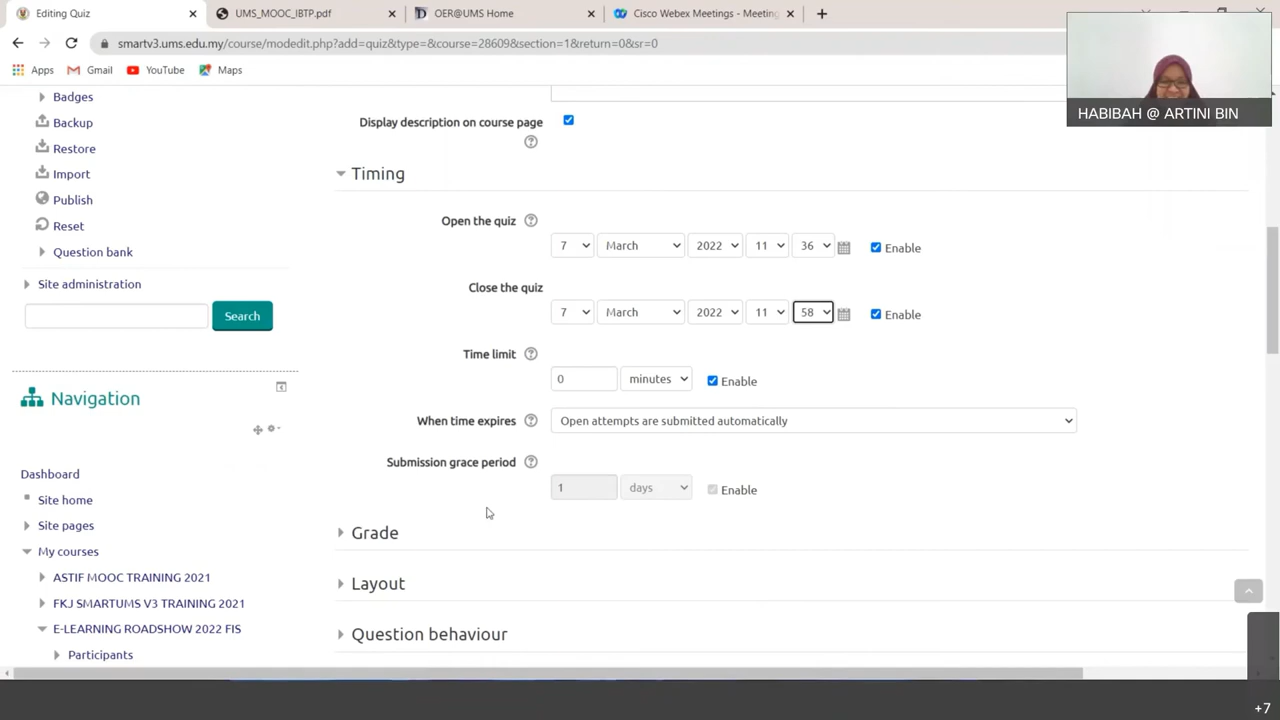 Editing Quiz
UMS_MOOC_IBTP.pdf
OER@UMS Home
Cisco Webex Meetings - Meeting
smartv3.ums.edu.my/course/modedit.php?add=quiz&type=&course=28609&section=1&return=0&sr=0
Apps
Gmail
YouTube
Maps
HABIBAH @ ARTINI BIN
Badges
Backup
Restore
Import
Publish
Reset
Question bank
Site administration
Search
Navigation
Dashboard
Site home
Site pages
My courses
ASTIF MOOC TRAINING 2021
FKJ SMARTUMS V3 TRAINING 2021
E-LEARNING ROADSHOW 2022 FIS
Participants
Display description on course page
Timing
Open the quiz
7 March 2022 11 36 Enable
Close the quiz
7 March 2022 11 58 Enable
Time limit
0 minutes Enable
When time expires
Open attempts are submitted automatically
Submission grace period
1 days Enable
Grade
Layout
Question behaviour
+7